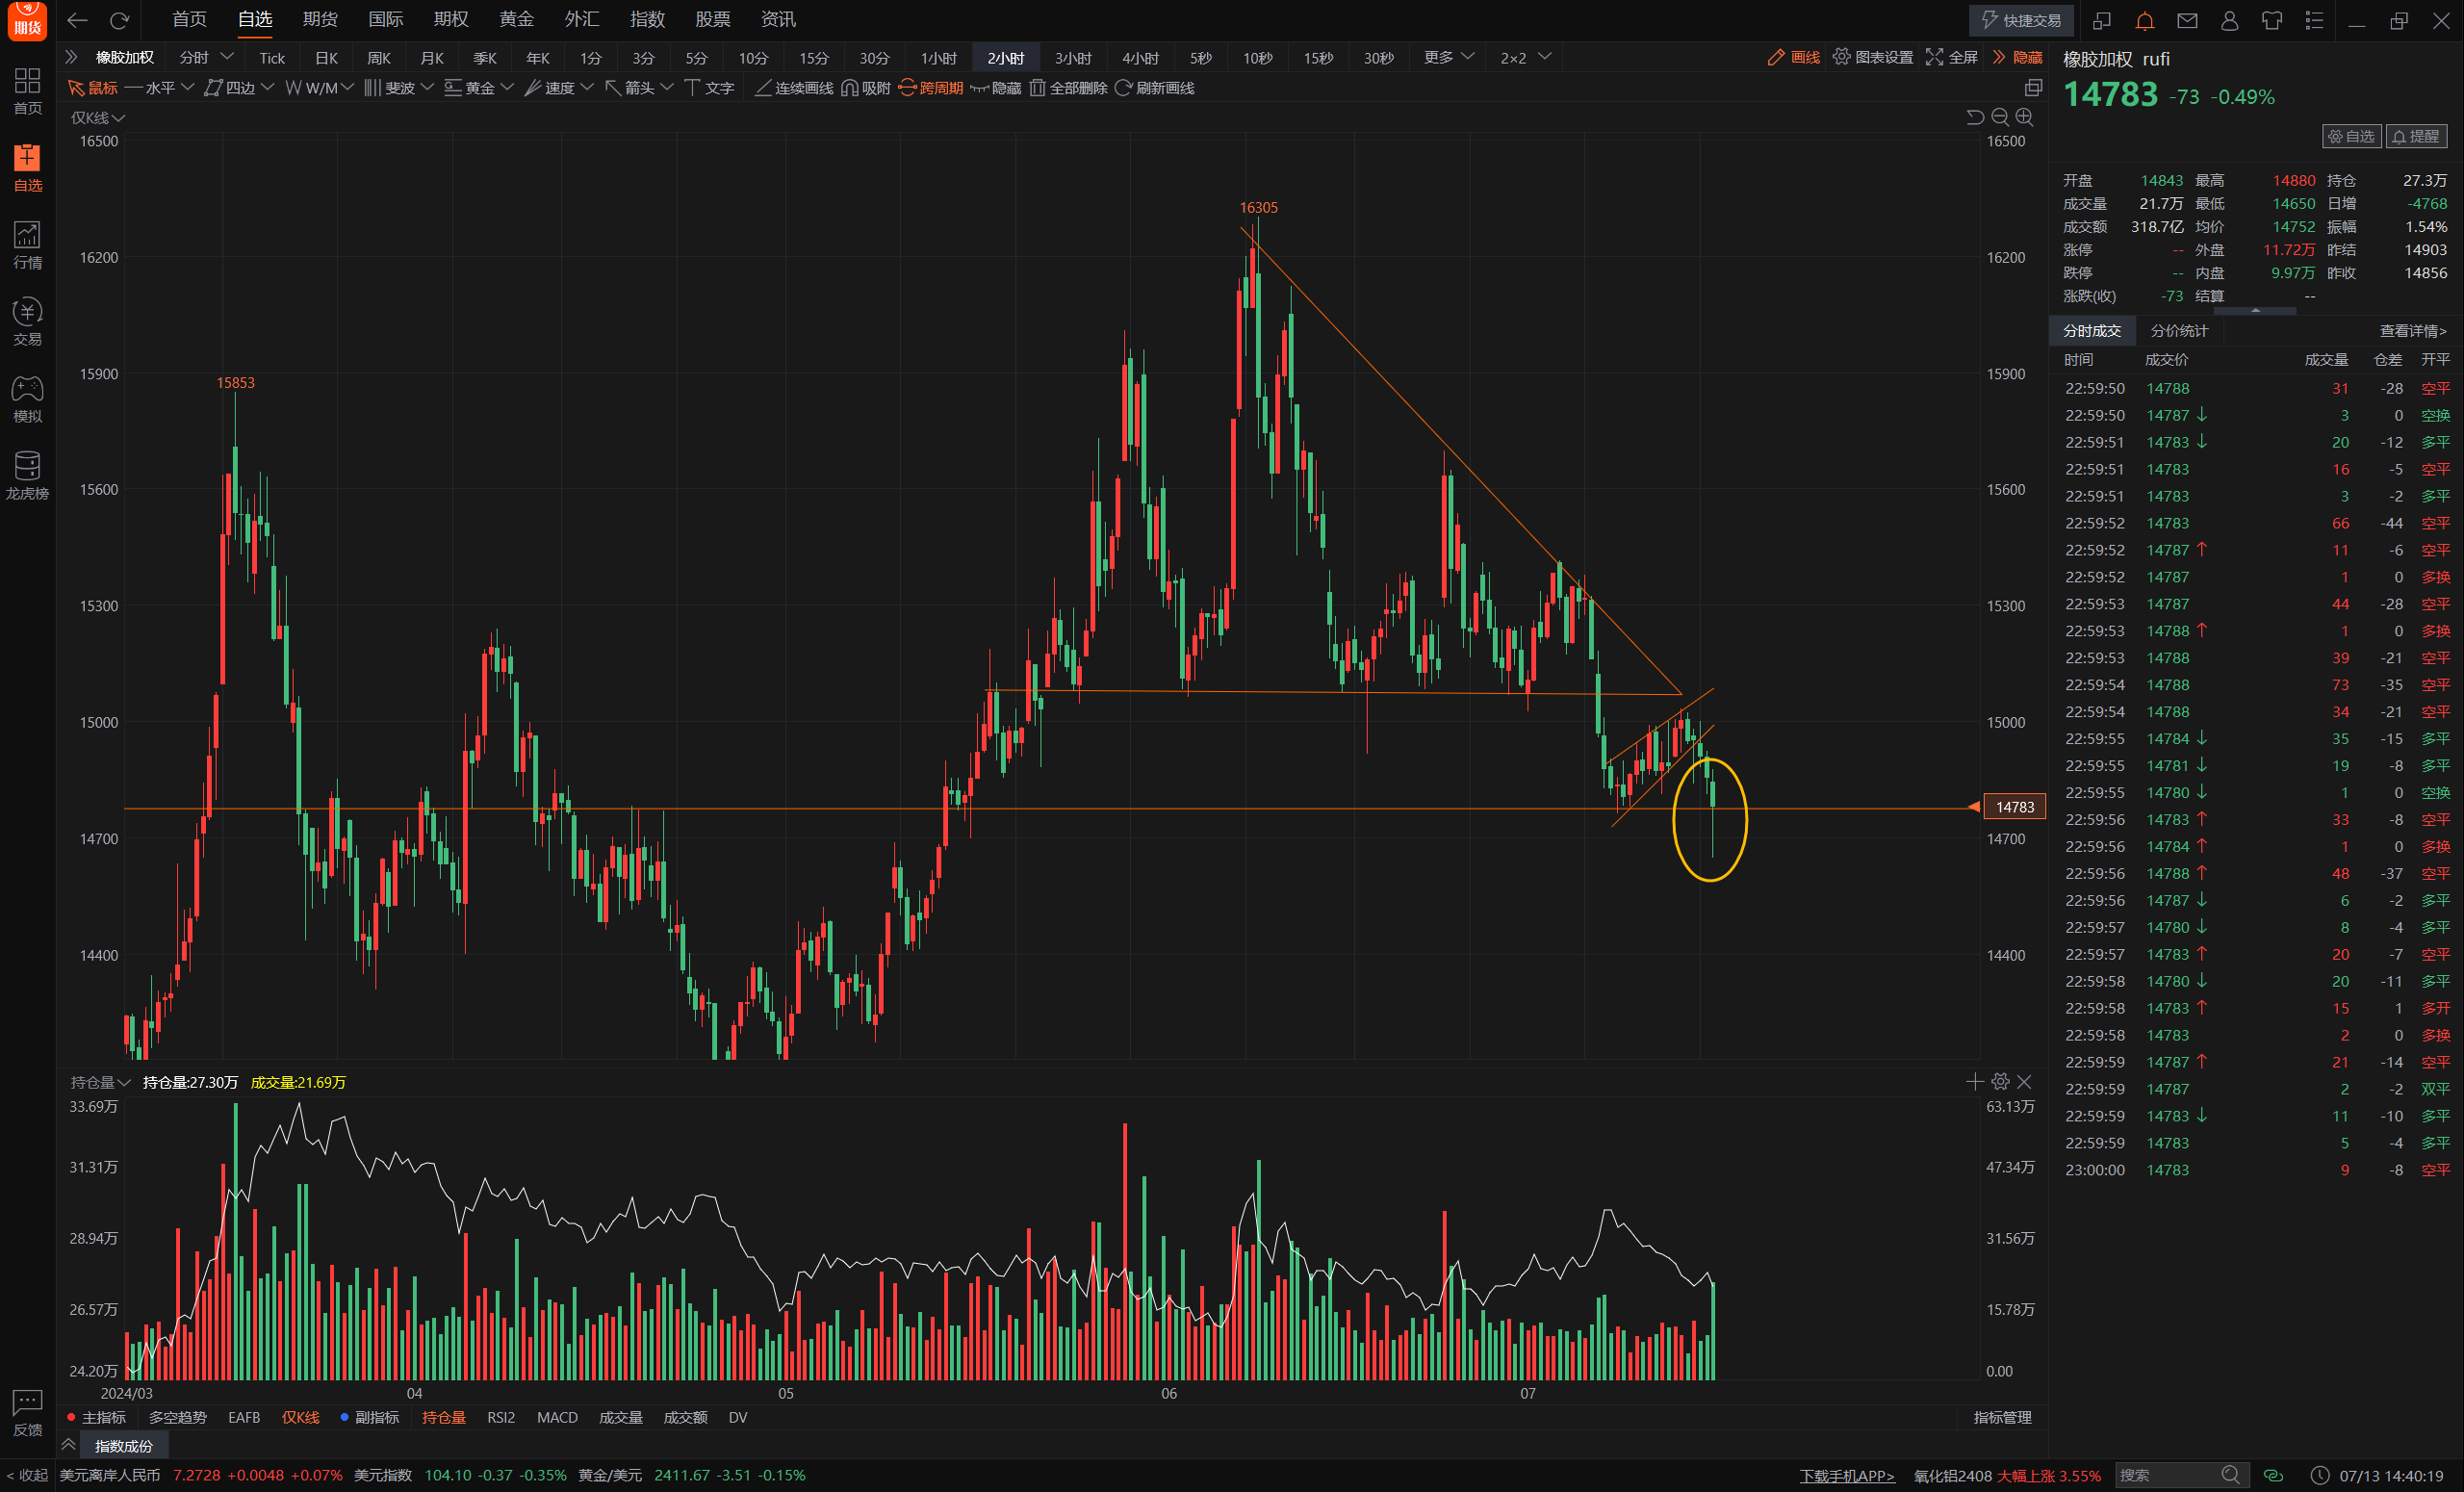 期货
首页 自选 期货 国际 期权 黄金 外汇 指数 股票 资讯
快捷交易
橡胶加权 分时 Tick 日K 周K 月K 季K 年K 1分 3分 5分 10分 15分 30分 1小时 2小时 3小时 4小时 5秒 10秒 15秒 30秒 更多 2×2 画线 图表设置 全屏 隐藏
鼠标 水平 四边 W/M 斐波 黄金 速度 箭头 文字 连续画线 吸附 跨周期 隐藏 全部删除 刷新画线
首页
自选
行情
交易
模拟
龙虎榜
反馈
< 收起
仅K线
16500 16500
16305
16200 16200
15853
15900 15900
15600 15600
15300 15300
15000 15000
14783
14700 14700
14400 14400
持仓量 持仓量:27.30万 成交量:21.69万
33.69万 63.13万
31.31万 47.34万
28.94万 31.56万
26.57万 15.78万
24.20万 0.00
2024/03 04 05 06 07
主指标 多空趋势 EAFB 仅K线 副指标 持仓量 RSI2 MACD 成交量 成交额 DV 指标管理
指数成份
橡胶加权 rufi
14783 -73 -0.49%
自选 提醒
开盘 14843 最高 14880 持仓 27.3万
成交量 21.7万 最低 14650 日增 -4768
成交额 318.7亿 均价 14752 振幅 1.54%
涨停 -- 外盘 11.72万 昨结 14903
跌停 -- 内盘 9.97万 昨收 14856
涨跌(收) -73 结算 --
分时成交 分价统计 查看详情>
时间 成交价 成交量 仓差 开平
22:59:50 14788 31 -28 空平
22:59:50 14787 ↓ 3 0 空换
22:59:51 14783 ↓ 20 -12 多平
22:59:51 14783 16 -5 空平
22:59:51 14783 3 -2 多平
22:59:52 14783 66 -44 空平
22:59:52 14787 ↑ 11 -6 空平
22:59:52 14787 1 0 多换
22:59:53 14787 44 -28 空平
22:59:53 14788 ↑ 1 0 多换
22:59:53 14788 39 -21 空平
22:59:54 14788 73 -35 空平
22:59:54 14788 34 -21 空平
22:59:55 14784 ↓ 35 -15 多平
22:59:55 14781 ↓ 19 -8 多平
22:59:55 14780 ↓ 1 0 空换
22:59:56 14783 ↑ 33 -8 空平
22:59:56 14784 ↑ 1 0 多换
22:59:56 14788 ↑ 48 -37 空平
22:59:56 14787 ↓ 6 -2 多平
22:59:57 14780 ↓ 8 -4 多平
22:59:57 14783 ↑ 20 -7 空平
22:59:58 14780 ↓ 20 -11 多平
22:59:58 14783 ↑ 15 1 多开
22:59:58 14783 2 0 多换
22:59:59 14787 ↑ 21 -14 空平
22:59:59 14787 2 -2 双平
22:59:59 14783 ↓ 11 -10 多平
22:59:59 14783 5 -4 多平
23:00:00 14783 9 -8 空平
美元离岸人民币 7.2728 +0.0048 +0.07% 美元指数 104.10 -0.37 -0.35% 黄金/美元 2411.67 -3.51 -0.15% 下载手机APP> 氧化铝2408 大幅上涨 3.55% 搜索 07/13 14:40:19